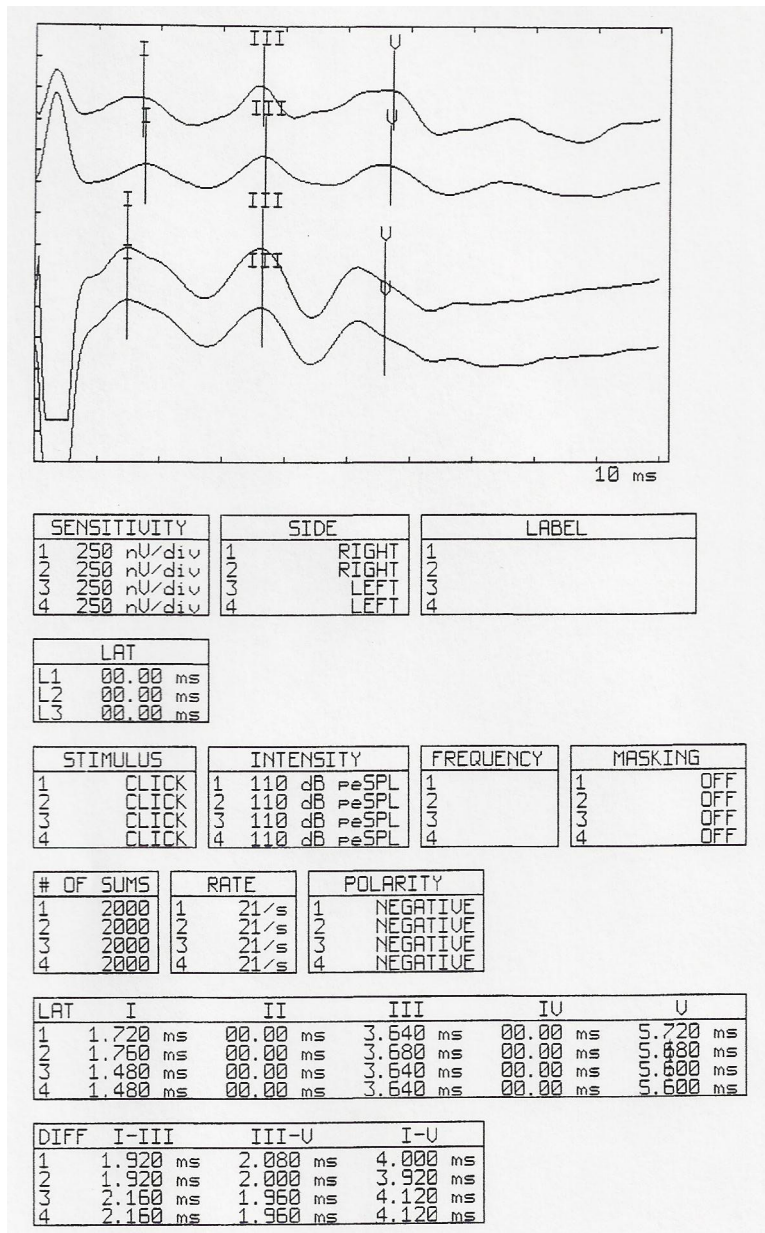 I III V
I III V
I III V
I III V
10 ms
SENSITIVITY
1 250 nV/div
2 250 nV/div
3 250 nV/div
4 250 nV/div
SIDE
1 RIGHT
2 RIGHT
3 LEFT
4 LEFT
LABEL
1
2
3
4
LAT
L1 00.00 ms
L2 00.00 ms
L3 00.00 ms
STIMULUS
1 CLICK
2 CLICK
3 CLICK
4 CLICK
INTENSITY
1 110 dB peSPL
2 110 dB peSPL
3 110 dB peSPL
4 110 dB peSPL
FREQUENCY
1
2
3
4
MASKING
1 OFF
2 OFF
3 OFF
4 OFF
# OF SUMS
1 2000
2 2000
3 2000
4 2000
RATE
1 21/s
2 21/s
3 21/s
4 21/s
POLARITY
1 NEGATIVE
2 NEGATIVE
3 NEGATIVE
4 NEGATIVE
LAT I II III IV V
1 1.720 ms 00.00 ms 3.640 ms 00.00 ms 5.720 ms
2 1.760 ms 00.00 ms 3.680 ms 00.00 ms 5.680 ms
3 1.480 ms 00.00 ms 3.640 ms 00.00 ms 5.600 ms
4 1.480 ms 00.00 ms 3.640 ms 00.00 ms 5.600 ms
DIFF I-III III-V I-V
1 1.920 ms 2.080 ms 4.000 ms
2 1.920 ms 2.000 ms 3.920 ms
3 2.160 ms 1.960 ms 4.120 ms
4 2.160 ms 1.960 ms 4.120 ms